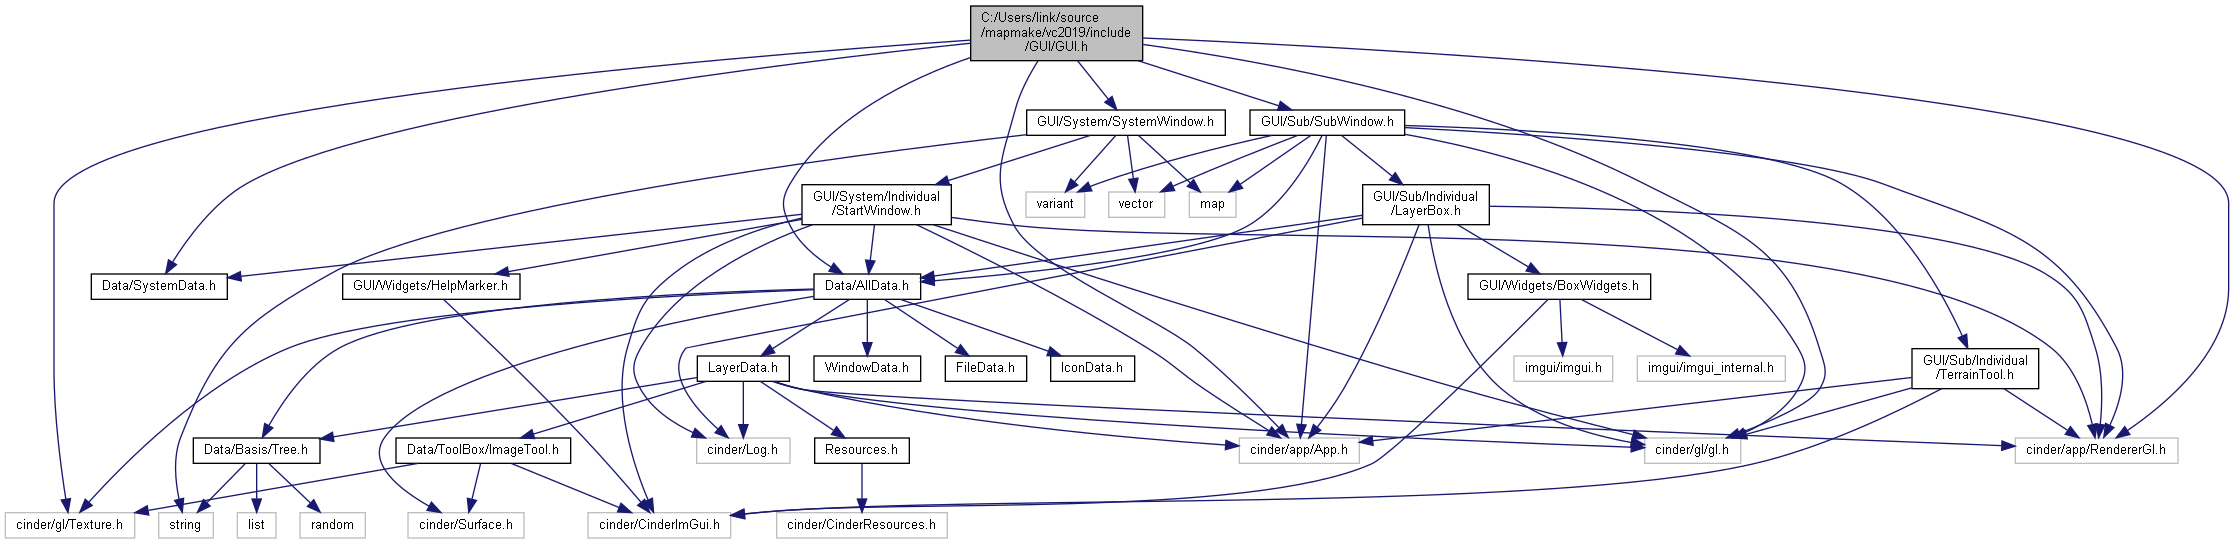 C:/Users/link/source
/mapmake/vc2019/include
/GUI/GUI.h
GUI/System/SystemWindow.h
GUI/Sub/SubWindow.h
GUI/System/Individual
/StartWindow.h
variant
vector
map
GUI/Sub/Individual
/LayerBox.h
Data/SystemData.h
GUI/Widgets/HelpMarker.h
Data/AllData.h
GUI/Widgets/BoxWidgets.h
LayerData.h
WindowData.h
FileData.h
IconData.h
imgui/imgui.h
imgui/imgui_internal.h
GUI/Sub/Individual
/TerrainTool.h
Data/Basis/Tree.h
Data/ToolBox/ImageTool.h
cinder/Log.h
Resources.h
cinder/app/App.h
cinder/gl/gl.h
cinder/app/RendererGl.h
cinder/gl/Texture.h
string
list
random
cinder/Surface.h
cinder/CinderImGui.h
cinder/CinderResources.h